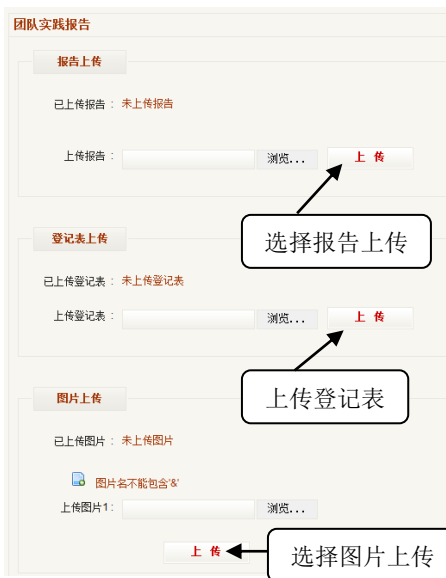 团队实践报告
报告上传
已上传报告： 未上传报告
上传报告： 浏览... 上 传
选择报告上传
登记表上传
已上传登记表： 未上传登记表
上传登记表： 浏览... 上 传
上传登记表
图片上传
已上传图片： 未上传图片
图片名不能包含'&'
上传图片1： 浏览...
上 传
选择图片上传